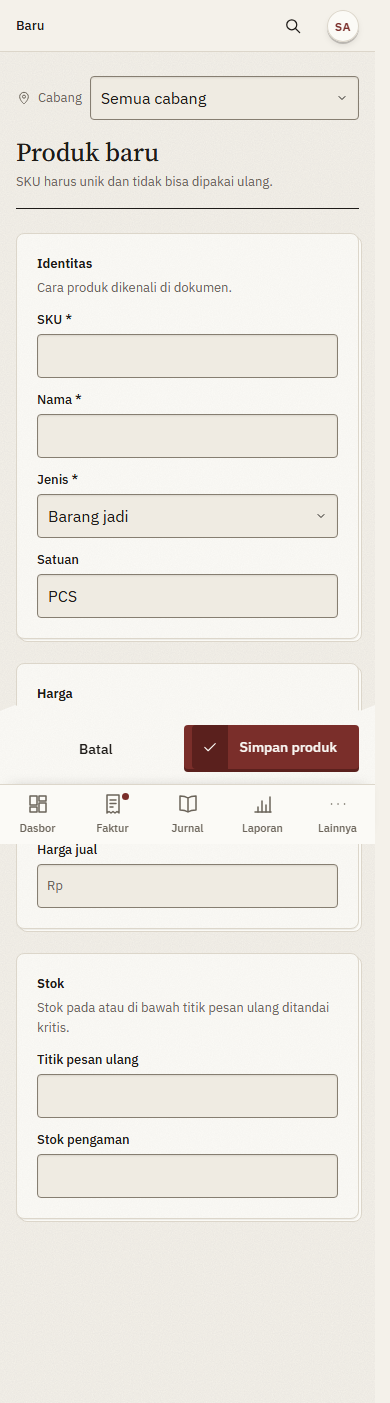 Baru
SA
Cabang
Semua cabang
Produk baru
SKU harus unik dan tidak bisa dipakai ulang.
Identitas
Cara produk dikenali di dokumen.
SKU *
Nama *
Jenis *
Barang jadi
Satuan
PCS
Harga
Batal
Simpan produk
Dasbor
Faktur
Jurnal
Laporan
Lainnya
Harga jual
Rp
Stok
Stok pada atau di bawah titik pesan ulang ditandai
kritis.
Titik pesan ulang
Stok pengaman